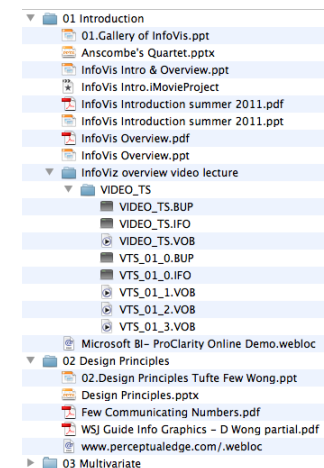 01 Introduction
01.Gallery of InfoVis.ppt
Anscombe's Quartet.pptx
InfoVis Intro & Overview.ppt
InfoVis Intro.iMovieProject
InfoVis Introduction summer 2011.pdf
InfoVis Introduction summer 2011.ppt
InfoVis Overview.pdf
InfoVis Overview.ppt
InfoViz overview video lecture
VIDEO_TS
VIDEO_TS.BUP
VIDEO_TS.IFO
VIDEO_TS.VOB
VTS_01_0.BUP
VTS_01_0.IFO
VTS_01_1.VOB
VTS_01_2.VOB
VTS_01_3.VOB
Microsoft BI- ProClarity Online Demo.webloc
02 Design Principles
02.Design Principles Tufte Few Wong.ppt
Design Principles.pptx
Few Communicating Numbers.pdf
WSJ Guide Info Graphics - D Wong partial.pdf
www.perceptualedge.com/.webloc
03 Multivariate